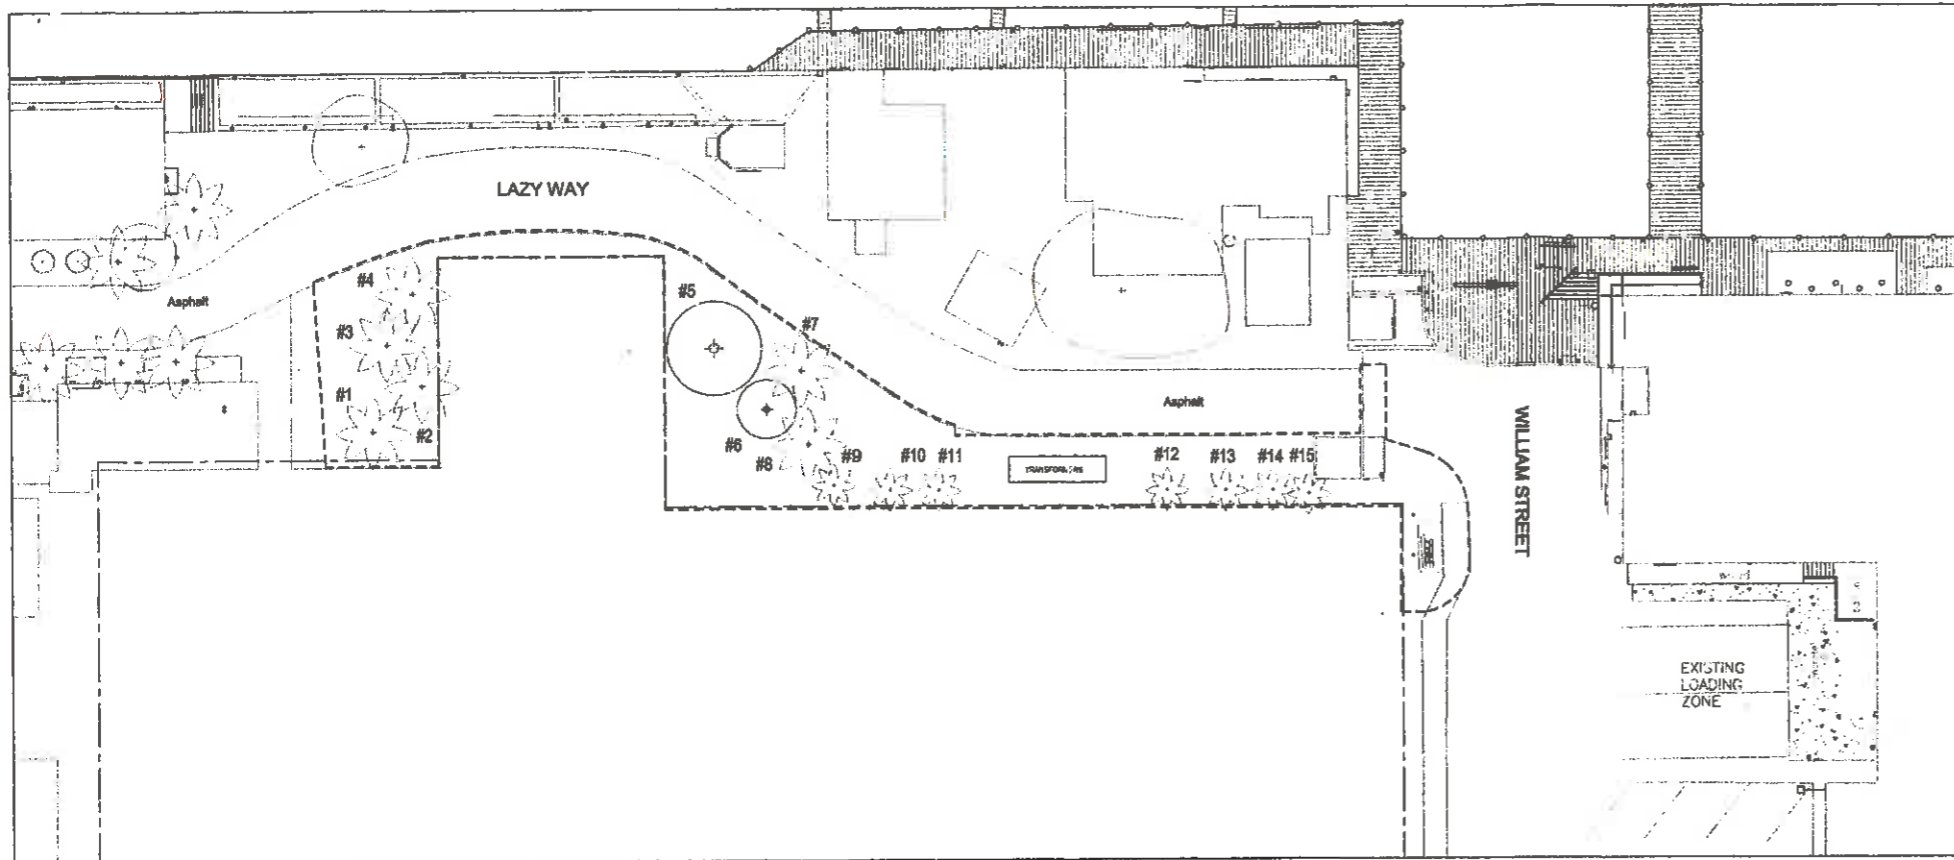 LAZY WAY
#4
Asphalt
#5
#3
#7
#1
Asphalt
#2
#6
#8
#9
#10
#11
TRANSFORMERS
#12
#13
#14
#15
WILLIAM STREET
EXISTING
LOADING
ZONE